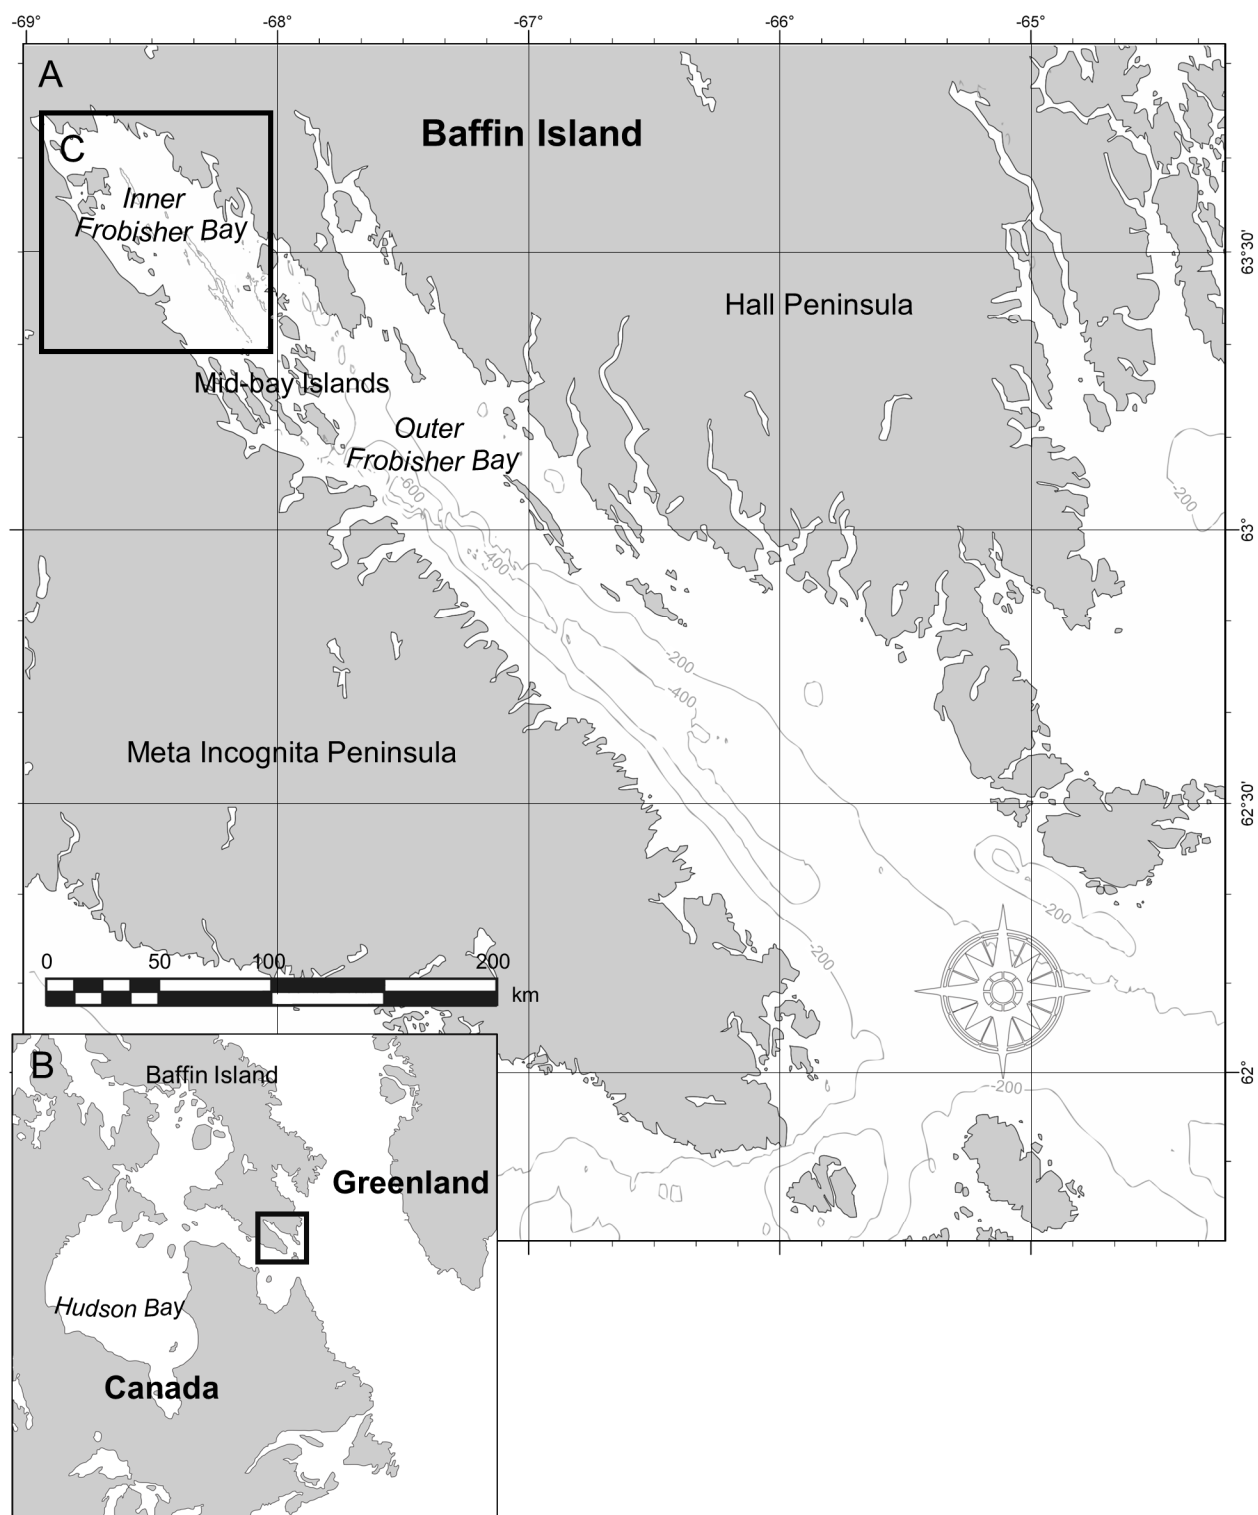 -69° -68° -67° -66° -65°
A
Baffin Island
C
Inner
Frobisher Bay
63°30'
Hall Peninsula
Mid-bay Islands
Outer
Frobisher Bay
-600
-200
63°
-400
-200
-400
Meta Incognita Peninsula
62°30'
-200
-200
0 50 100 200
km
62°
-200
B
Baffin Island
Greenland
Hudson Bay
Canada